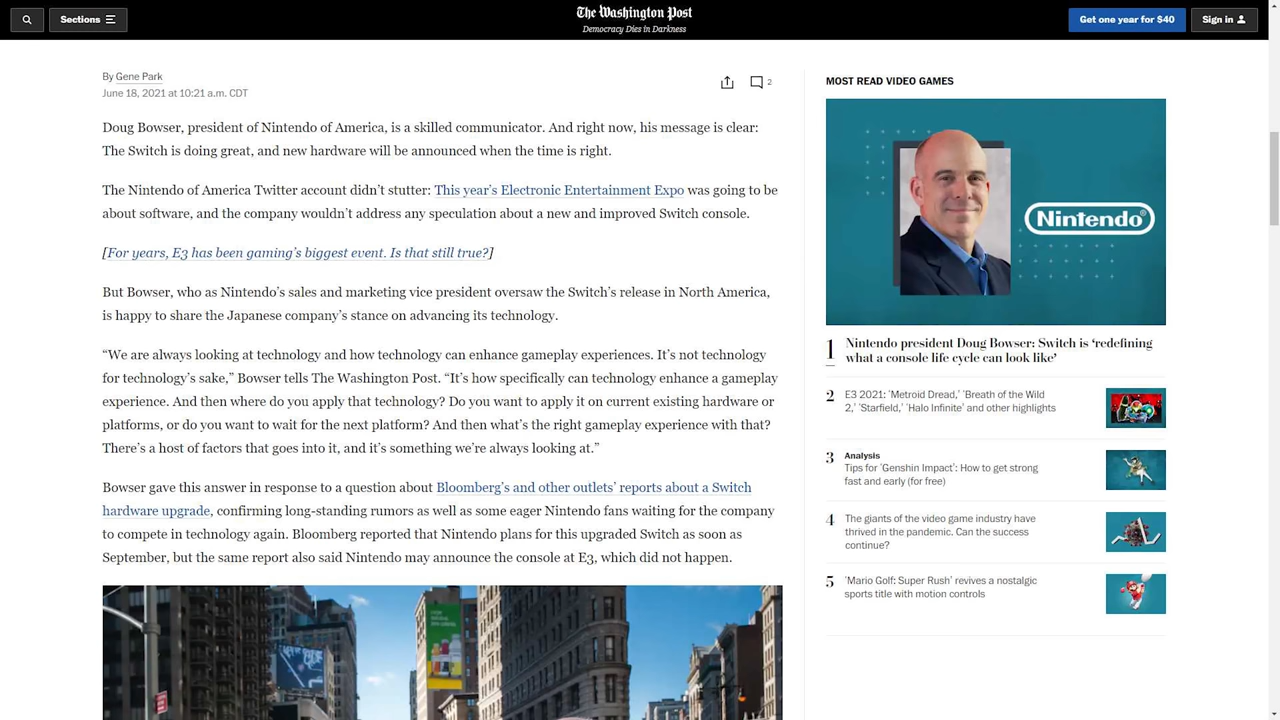 Sections
The Washington Post
Democracy Dies in Darkness
Get one year for $40
Sign in
By Gene Park
June 18, 2021 at 10:21 a.m. CDT
2
Doug Bowser, president of Nintendo of America, is a skilled communicator. And right now, his message is clear:
The Switch is doing great, and new hardware will be announced when the time is right.
The Nintendo of America Twitter account didn’t stutter: This year’s Electronic Entertainment Expo was going to be
about software, and the company wouldn’t address any speculation about a new and improved Switch console.
[For years, E3 has been gaming’s biggest event. Is that still true?]
But Bowser, who as Nintendo’s sales and marketing vice president oversaw the Switch’s release in North America,
is happy to share the Japanese company’s stance on advancing its technology.
“We are always looking at technology and how technology can enhance gameplay experiences. It’s not technology
for technology’s sake,” Bowser tells The Washington Post. “It’s how specifically can technology enhance a gameplay
experience. And then where do you apply that technology? Do you want to apply it on current existing hardware or
platforms, or do you want to wait for the next platform? And then what’s the right gameplay experience with that?
There’s a host of factors that goes into it, and it’s something we’re always looking at.”
Bowser gave this answer in response to a question about Bloomberg’s and other outlets’ reports about a Switch
hardware upgrade, confirming long-standing rumors as well as some eager Nintendo fans waiting for the company
to compete in technology again. Bloomberg reported that Nintendo plans for this upgraded Switch as soon as
September, but the same report also said Nintendo may announce the console at E3, which did not happen.
MOST READ VIDEO GAMES
Nintendo
1 Nintendo president Doug Bowser: Switch is ‘redefining
what a console life cycle can look like’
2 E3 2021: ‘Metroid Dread,’ ‘Breath of the Wild
2,’ ‘Starfield,’ ‘Halo Infinite’ and other highlights
3 Analysis
Tips for ‘Genshin Impact’: How to get strong
fast and early (for free)
4 The giants of the video game industry have
thrived in the pandemic. Can the success
continue?
5 ‘Mario Golf: Super Rush’ revives a nostalgic
sports title with motion controls